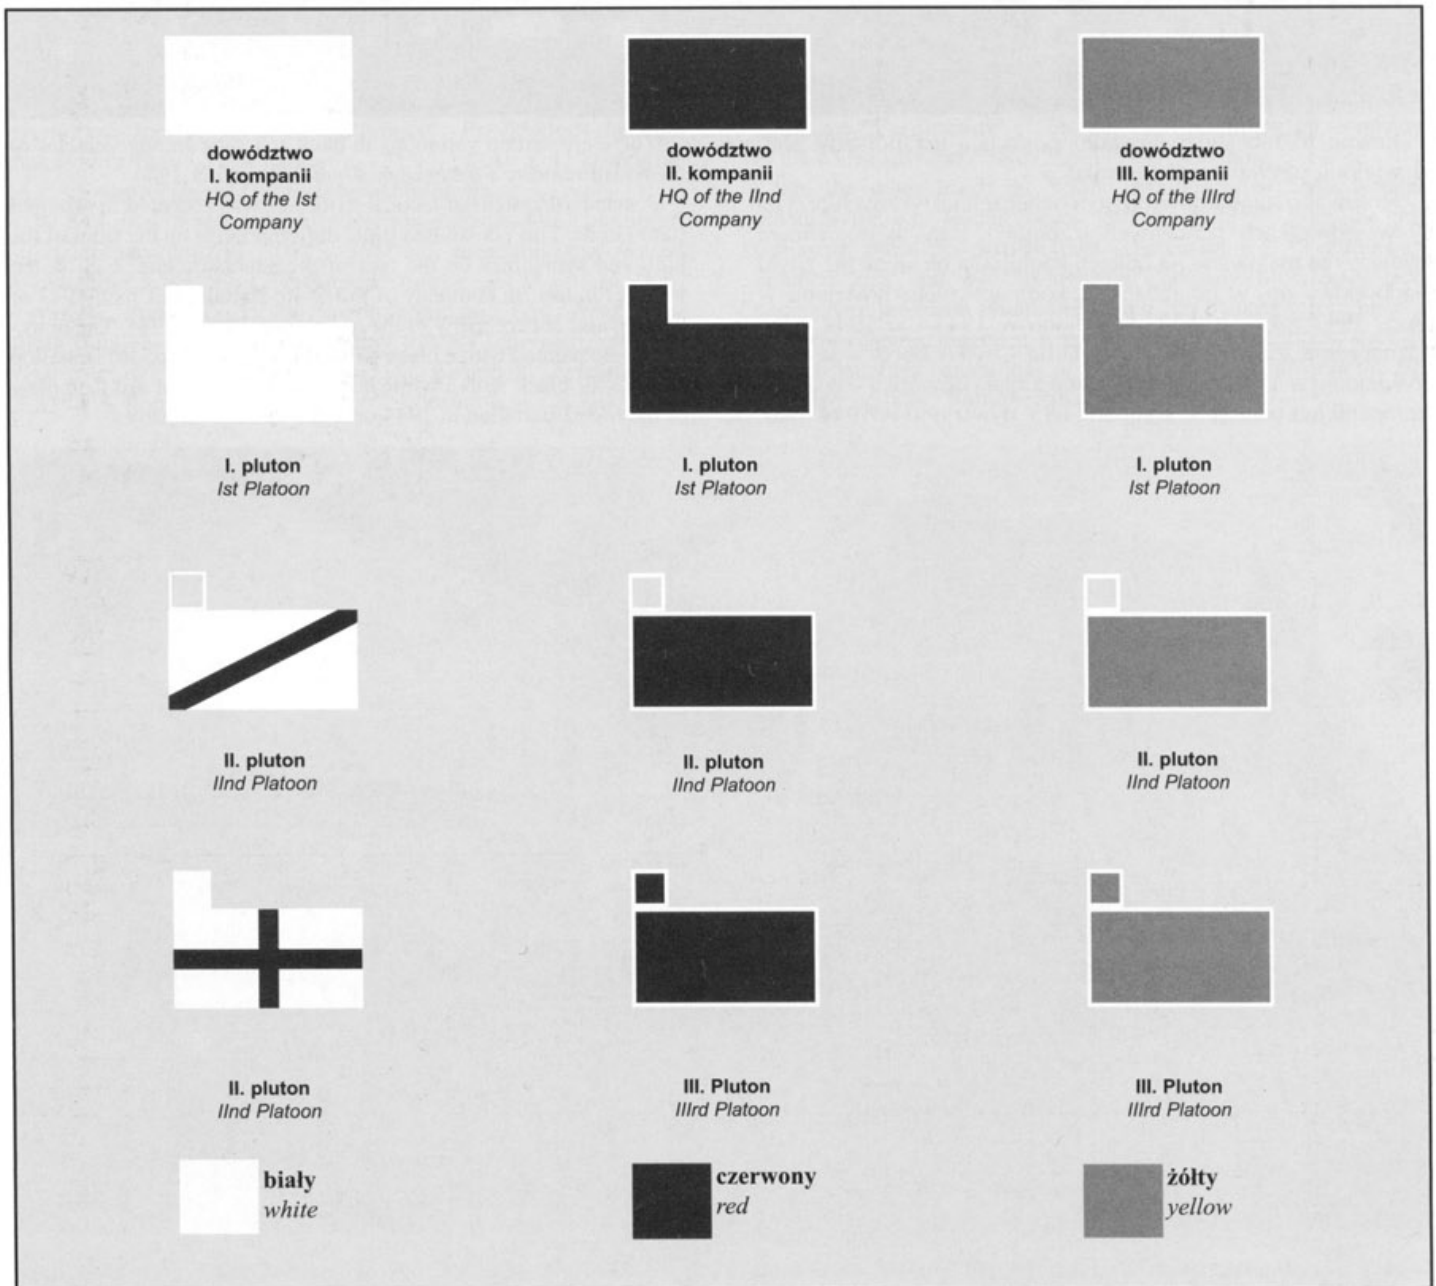 dowództwo
I. kompanii
HQ of the Ist
Company
dowództwo
II. kompanii
HQ of the IInd
Company
dowództwo
III. kompanii
HQ of the IIIrd
Company
I. pluton
Ist Platoon
I. pluton
Ist Platoon
I. pluton
Ist Platoon
II. pluton
IInd Platoon
II. pluton
IInd Platoon
II. pluton
IInd Platoon
II. pluton
IInd Platoon
III. Pluton
IIIrd Platoon
III. Pluton
IIIrd Platoon
biały
white
czerwony
red
żółty
yellow